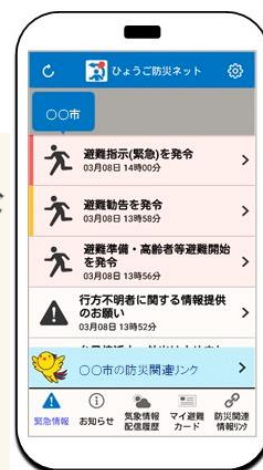 ひょうご防災ネット
○○市
避難指示(緊急)を発令
03月08日 14時00分
避難勧告を発令
03月08日 13時58分
避難準備・高齢者等避難開始
を発令
03月08日 13時56分
行方不明者に関する情報提供
のお願い
03月08日 13時52分
○○市の防災関連リンク
緊急情報
お知らせ
気象情報
配信履歴
マイ避難
カード
防災関連
情報リンク